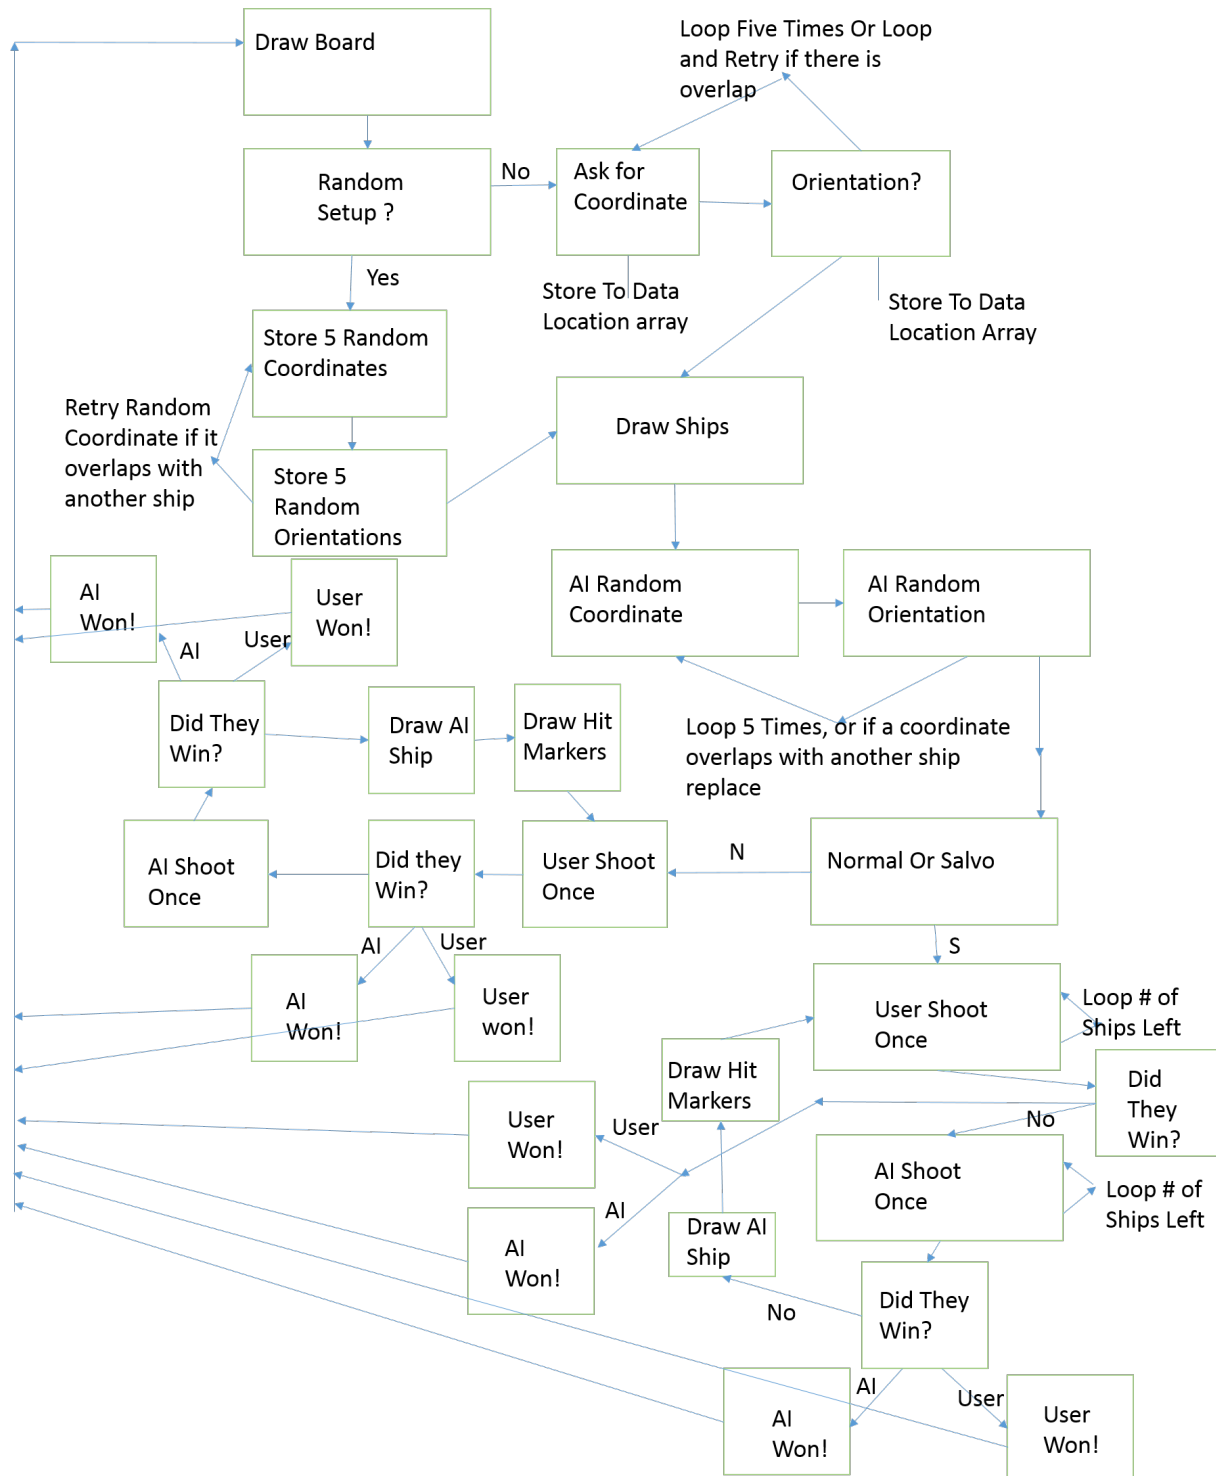 Draw Board
Loop Five Times Or Loop
and Retry if there is
overlap
Random
Setup ?
No
Ask for
Coordinate
Orientation?
Yes
Store To Data
Location array
Store To Data
Location Array
Store 5 Random
Coordinates
Retry Random
Coordinate if it
overlaps with
another ship
Draw Ships
Store 5
Random
Orientations
AI
Won!
User
Won!
AI Random
Coordinate
AI Random
Orientation
AI
User
Did They
Win?
Draw AI
Ship
Draw Hit
Markers
Loop 5 Times, or if a coordinate
overlaps with another ship
replace
AI Shoot
Once
Did they
Win?
User Shoot
Once
N
Normal Or Salvo
AI
User
S
AI
Won!
User
won!
User Shoot
Once
Loop # of
Ships Left
Draw Hit
Markers
Did
They
Win?
User
Won!
User
No
AI Shoot
Once
Loop # of
Ships Left
AI
AI
Won!
Draw AI
Ship
No
Did They
Win?
AI
User
AI
Won!
User
Won!